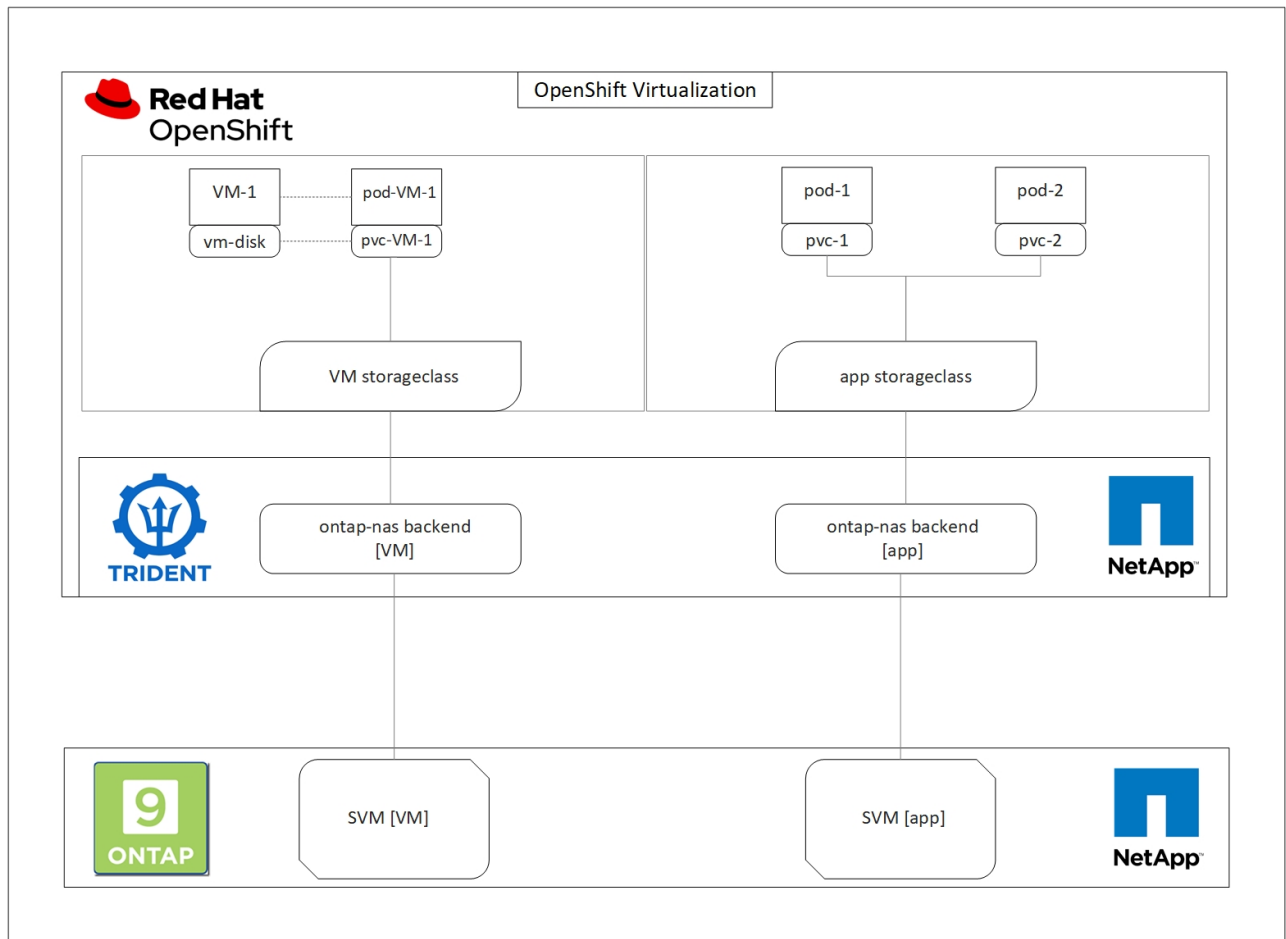 Red Hat
OpenShift
OpenShift Virtualization
VM-1
pod-VM-1
vm-disk
pvc-VM-1
pod-1
pod-2
pvc-1
pvc-2
VM storageclass
app storageclass
TRIDENT
ontap-nas backend
[VM]
ontap-nas backend
[app]
NetApp™
9
ONTAP
SVM [VM]
SVM [app]
NetApp™